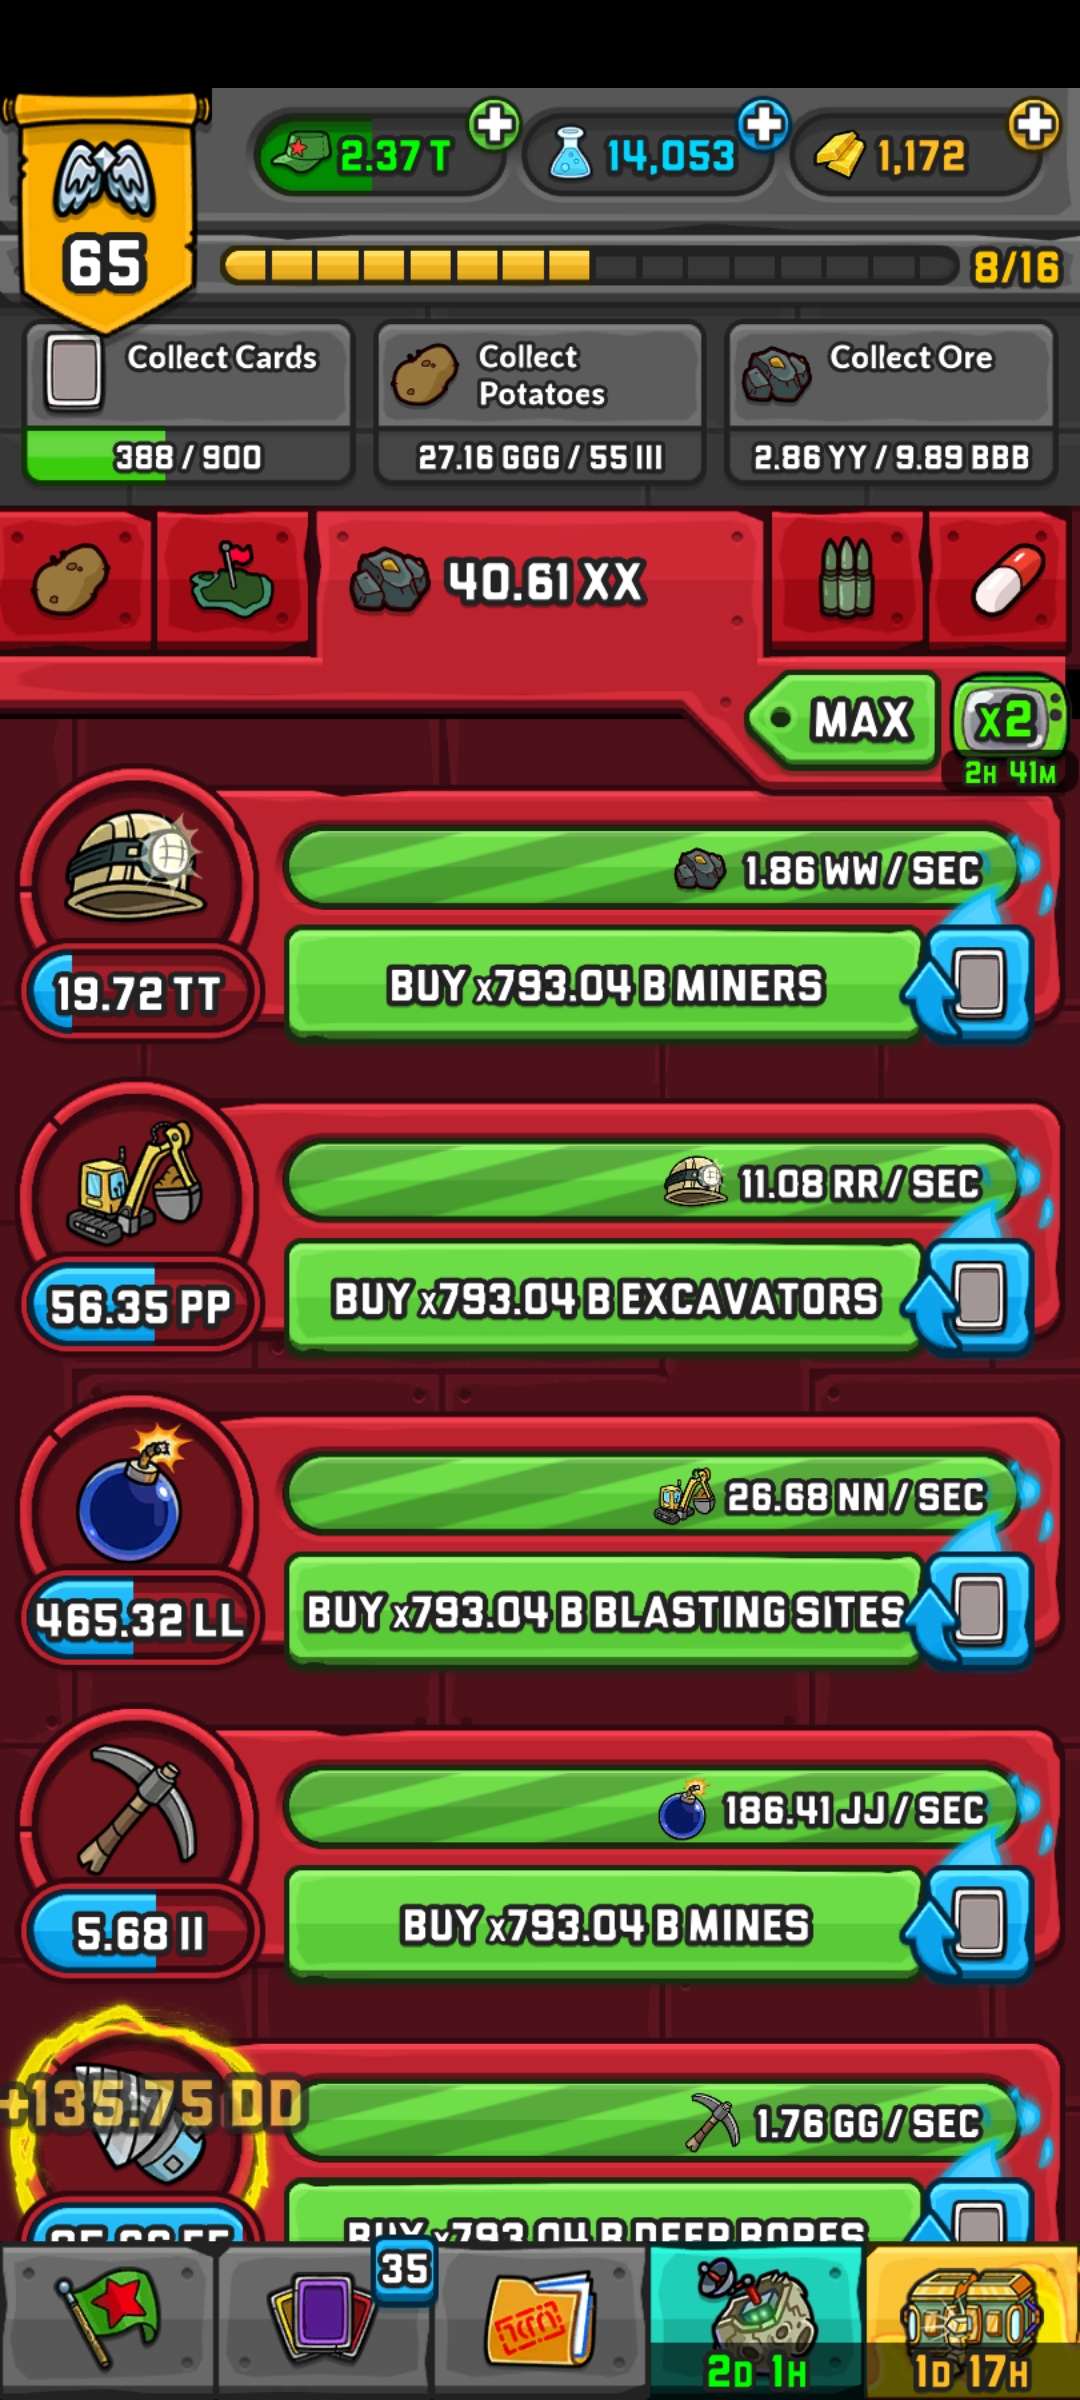 2.37 T
14,053
1,172
65
8/16
Collect Cards
Collect
Potatoes
Collect Ore
388 / 900
27.16 GGG / 55 III
2.86 YY / 9.89 BBB
40.61 XX
MAX
x2
2H 41M
1.86 WW / SEC
19.72 TT
BUY x793.04 B MINERS
11.08 RR / SEC
56.35 PP
BUY x793.04 B EXCAVATORS
26.68 NN / SEC
465.32 LL
BUY x793.04 B BLASTING SITES
186.41 JJ / SEC
5.68 II
BUY x793.04 B MINES
+135.75 DD
1.76 GG / SEC
BUY x793.04 B DEEP BORES
35
2D 1H
1D 17H